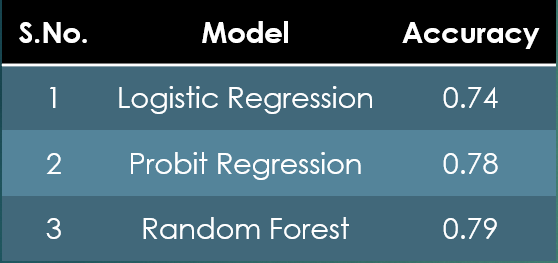 S.No. Model Accuracy
1 Logistic Regression 0.74
2 Probit Regression 0.78
3 Random Forest 0.79